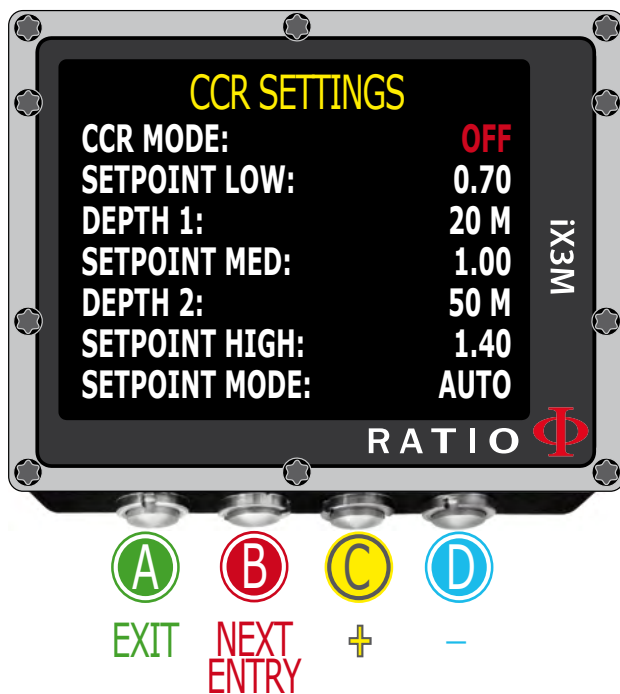 CCR SETTINGS
CCR MODE: OFF
SETPOINT LOW: 0.70
DEPTH 1: 20 M
SETPOINT MED: 1.00
DEPTH 2: 50 M
SETPOINT HIGH: 1.40
SETPOINT MODE: AUTO
iX3M
RATIO
A B C D
EXIT NEXT ENTRY + −